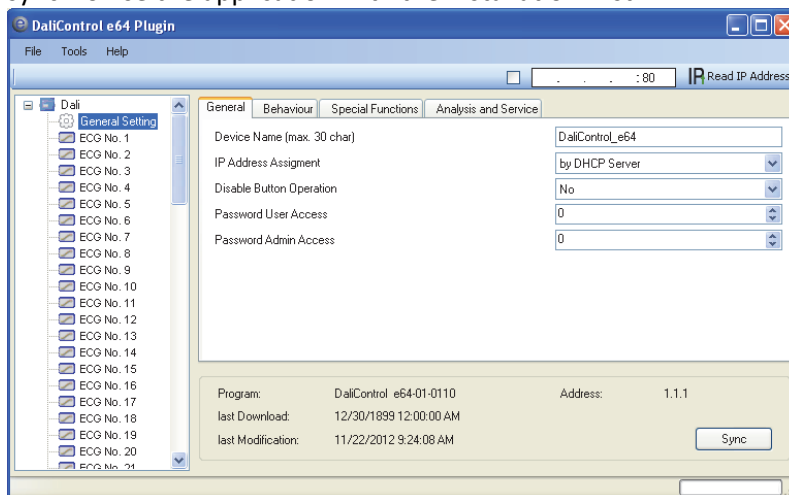 DaliControl e64 Plugin
File Tools Help
. . . :80 IP Read IP Address
Dali
General Setting
ECG No. 1
ECG No. 2
ECG No. 3
ECG No. 4
ECG No. 5
ECG No. 6
ECG No. 7
ECG No. 8
ECG No. 9
ECG No. 10
ECG No. 11
ECG No. 12
ECG No. 13
ECG No. 14
ECG No. 15
ECG No. 16
ECG No. 17
ECG No. 18
ECG No. 19
ECG No. 20
ECG No. 21
General Behaviour Special Functions Analysis and Service
Device Name (max. 30 char) DaliControl_e64
IP Address Assigment by DHCP Server
Disable Button Operation No
Password User Access 0
Password Admin Access 0
Program: DaliControl e64-01-0110 Address: 1.1.1
last Download: 12/30/1899 12:00:00 AM
last Modification: 11/22/2012 9:24:08 AM Sync